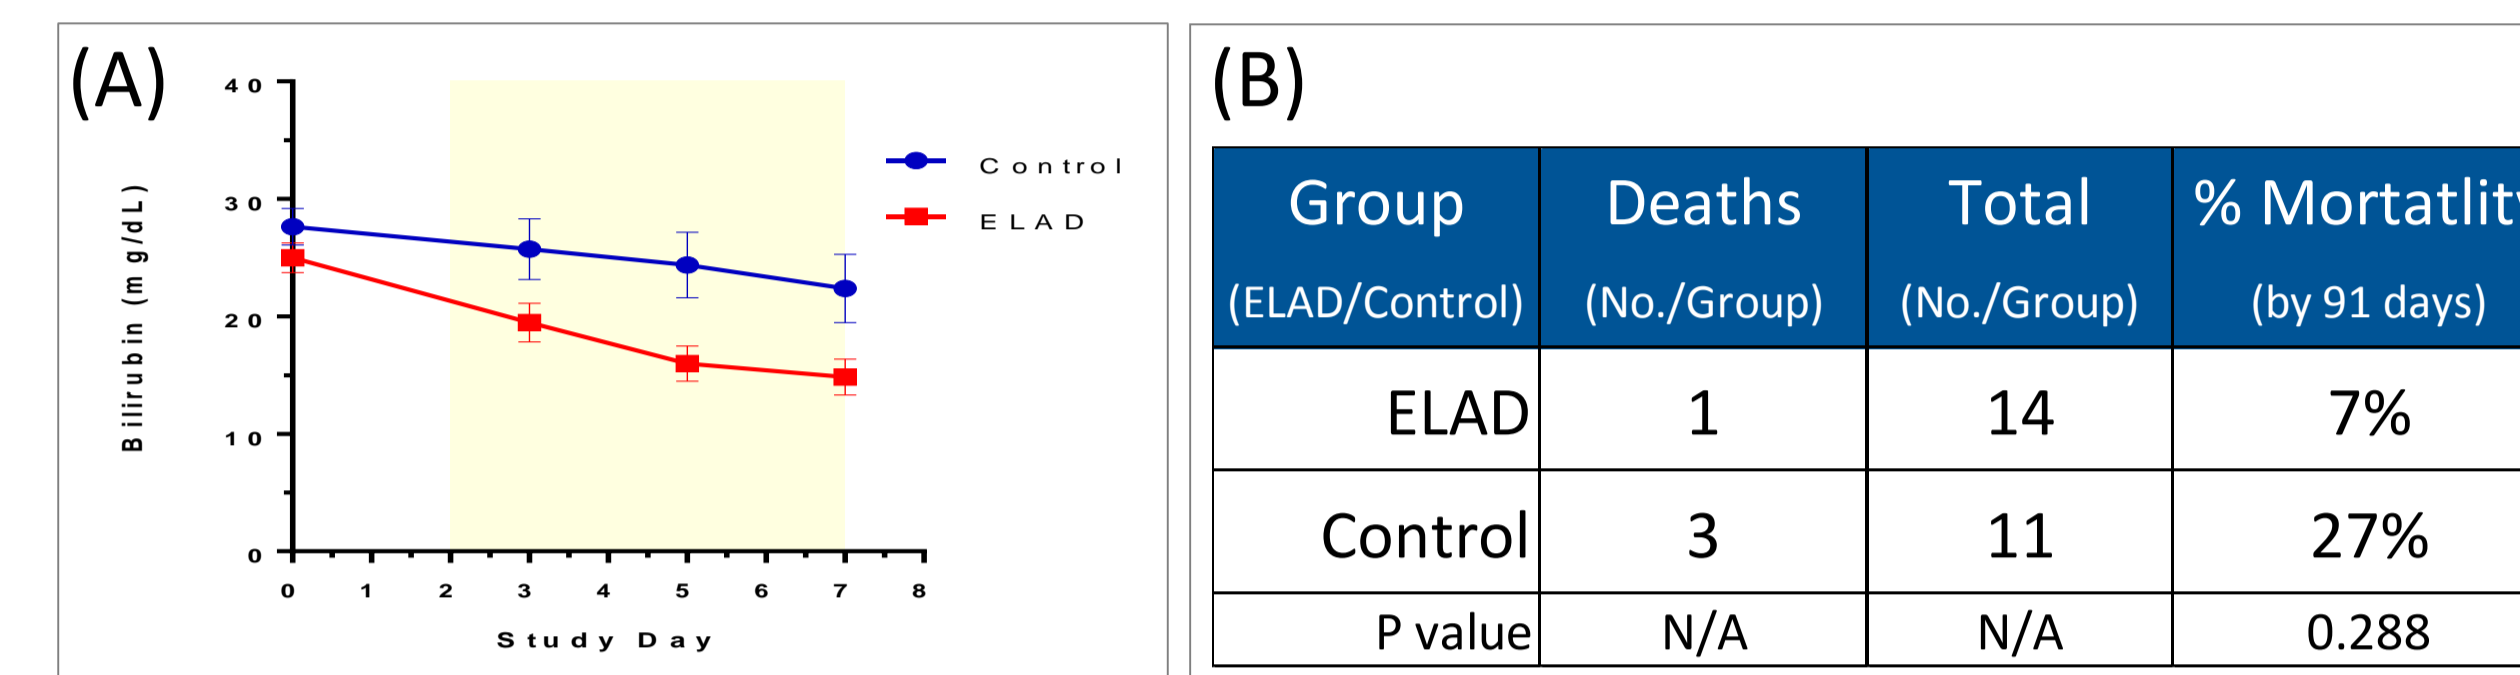 (A)
40
30
20
10
0
Bilirubin (mg/dL)
0 1 2 3 4 5 6 7 8
Study Day
Control
ELAD
(B)
Group Deaths Total % Mortatlity
(ELAD/Control) (No./Group) (No./Group) (by 91 days)
ELAD 1 14 7%
Control 3 11 27%
P value N/A N/A 0.288